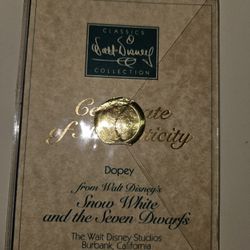 CLASSICS
Walt Disney
COLLECTION
Certificate
of Authenticity
Dopey
from Walt Disney's
Snow White
and the Seven Dwarfs
The Walt Disney Studios
Burbank, California